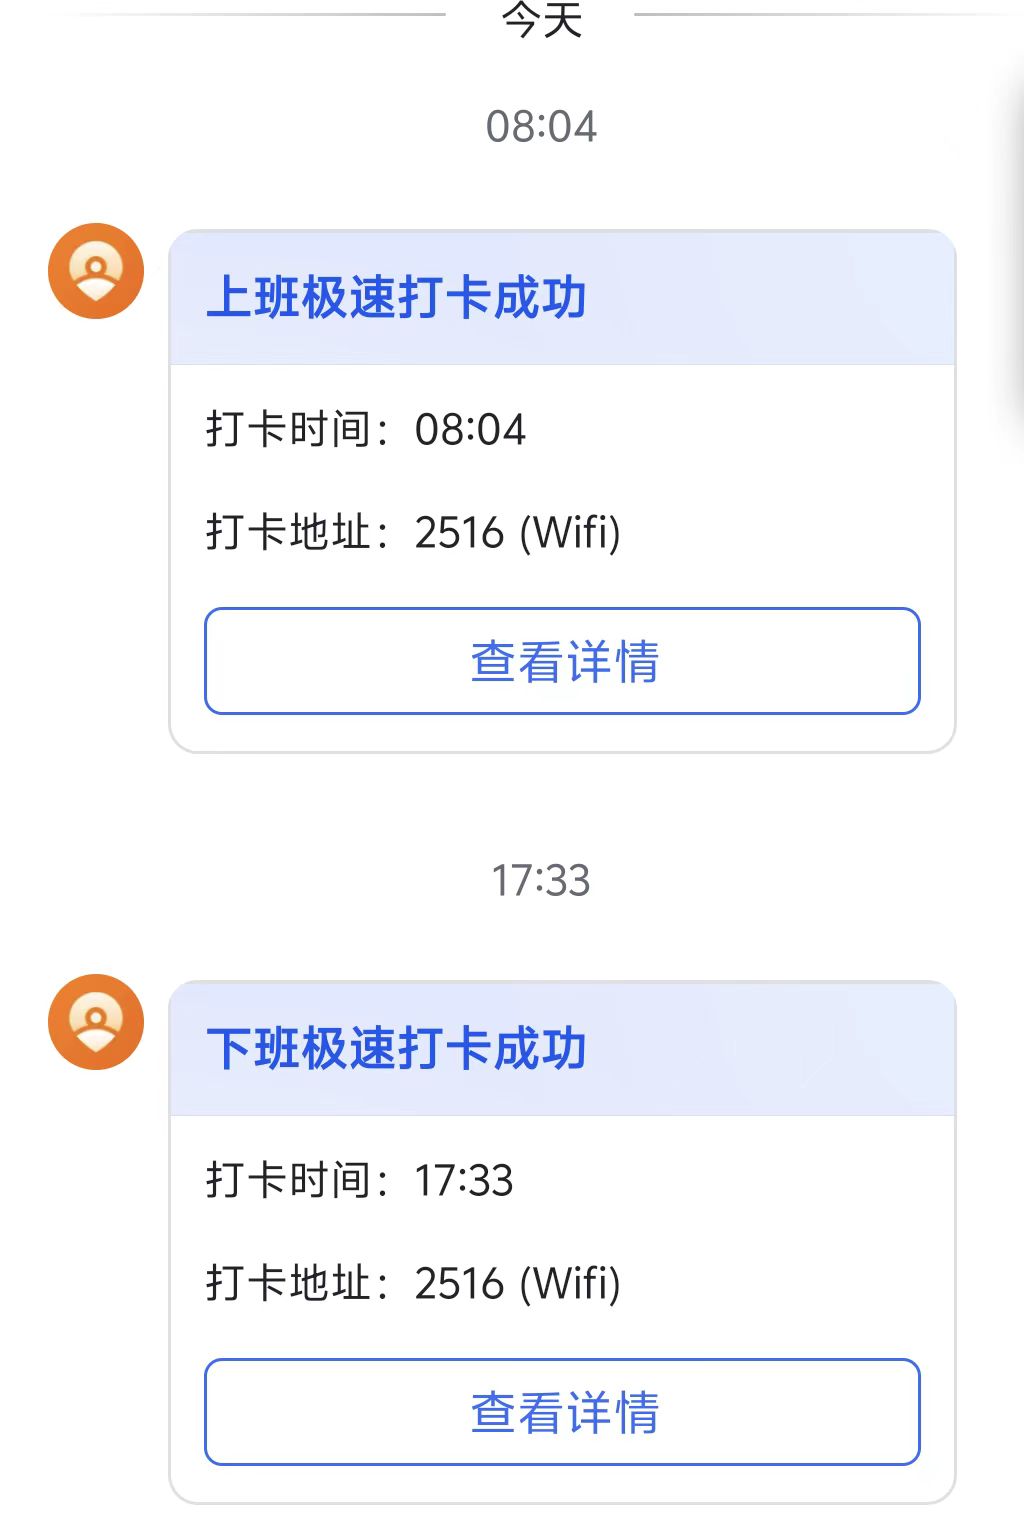 今天
08:04
上班极速打卡成功
打卡时间：08:04
打卡地址：2516 (Wifi)
查看详情
17:33
下班极速打卡成功
打卡时间：17:33
打卡地址：2516 (Wifi)
查看详情